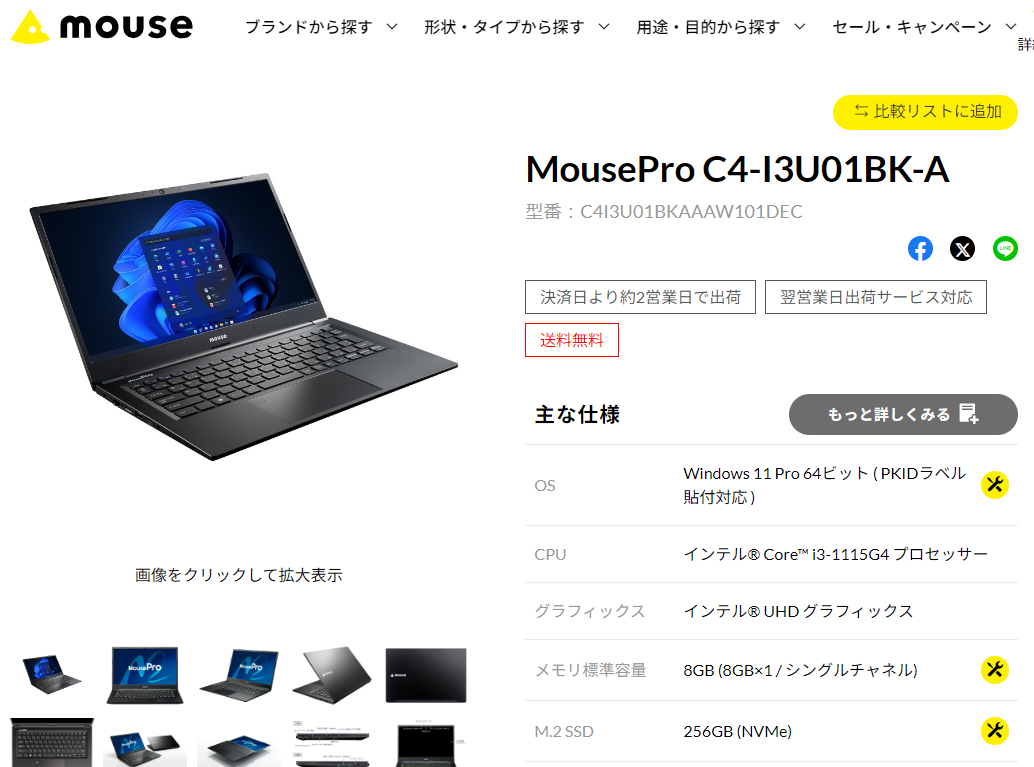 mouse
ブランドから探す
形状・タイプから探す
用途・目的から探す
セール・キャンペーン
比較リストに追加
MousePro C4-I3U01BK-A
型番：C4I3U01BKAAAW101DEC
決済日より約2営業日で出荷
翌営業日出荷サービス対応
送料無料
主な仕様
もっと詳しくみる
OS
Windows 11 Pro 64ビット ( PKIDラベル
貼付対応 )
CPU
インテル® Core™ i3-1115G4 プロセッサー
グラフィックス
インテル® UHD グラフィックス
メモリ標準容量
8GB (8GB×1 / シングルチャネル)
M.2 SSD
256GB (NVMe)
画像をクリックして拡大表示
mouse
MousePro
MousePro
MousePro